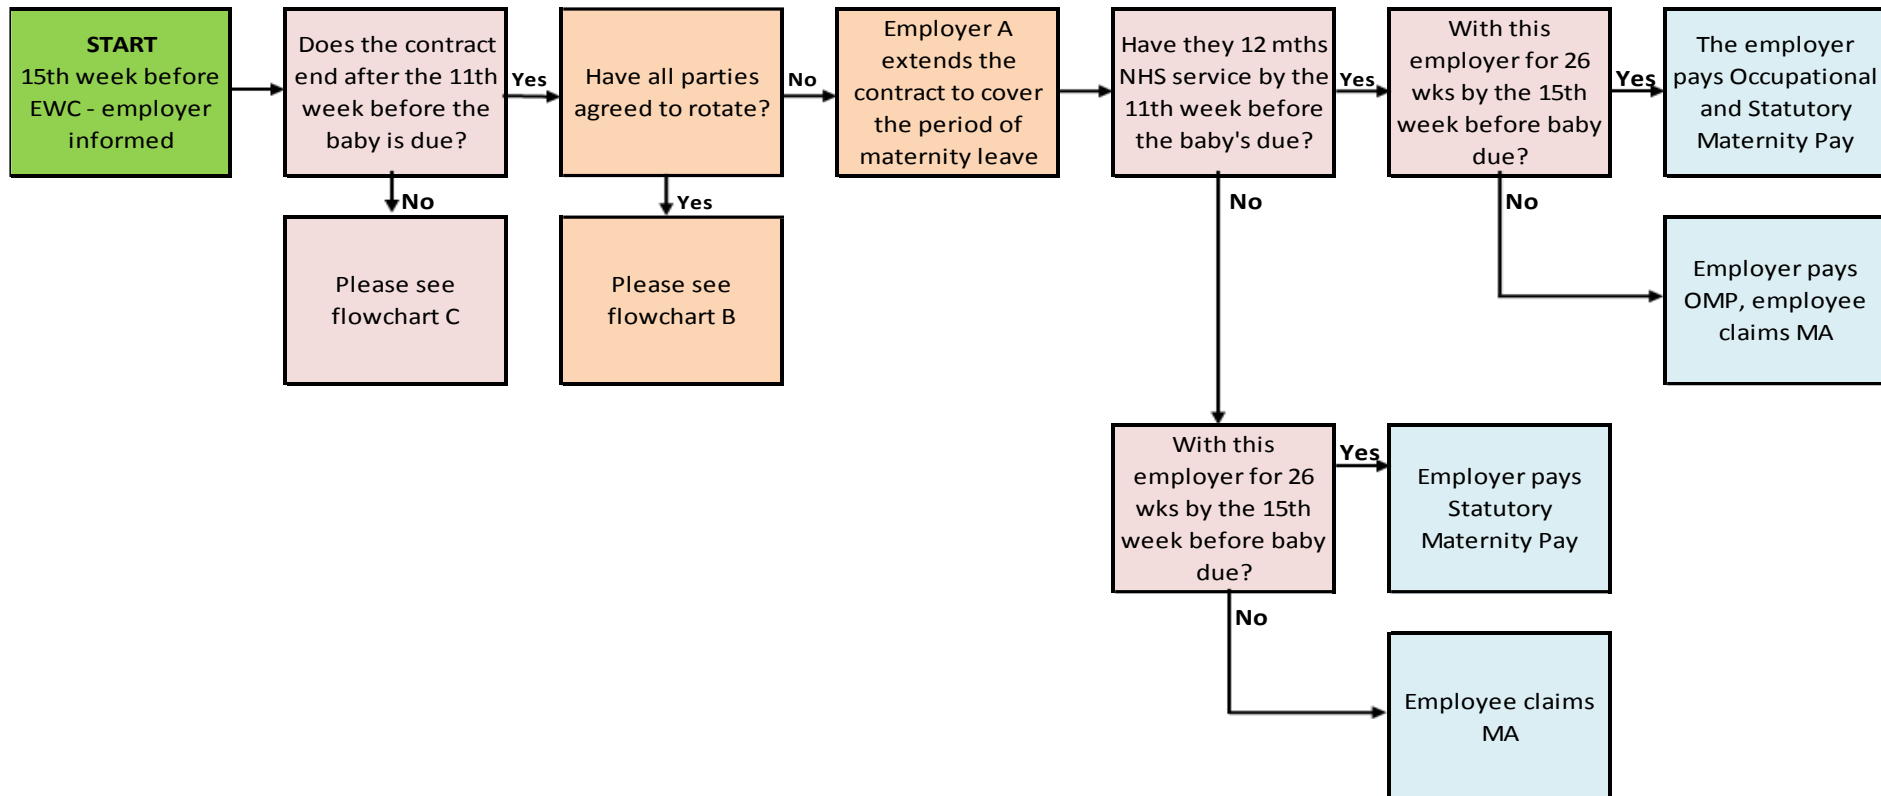 START
15th week before
EWC - employer
informed
Does the contract
end after the 11th
week before the
baby is due?
Yes
No
Please see
flowchart C
Have all parties
agreed to rotate?
No
Yes
Please see
flowchart B
Employer A
extends the
contract to cover
the period of
maternity leave
Have they 12 mths
NHS service by the
11th week before
the baby's due?
Yes
No
With this
employer for 26
wks by the 15th
week before baby
due?
Yes
No
The employer
pays Occupational
and Statutory
Maternity Pay
Employer pays
OMP, employee
claims MA
With this
employer for 26
wks by the 15th
week before baby
due?
Yes
No
Employer pays
Statutory
Maternity Pay
Employee claims
MA